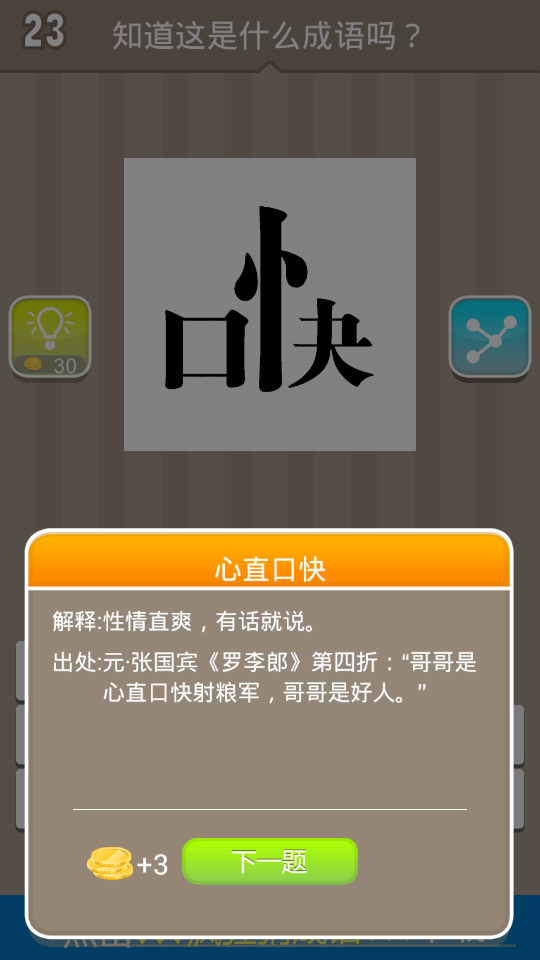 23
知道这是什么成语吗？
口快
30
心直口快
解释:性情直爽，有话就说。
出处:元·张国宾《罗李郎》第四折：“哥哥是
心直口快射粮军，哥哥是好人。”
+3
下一题